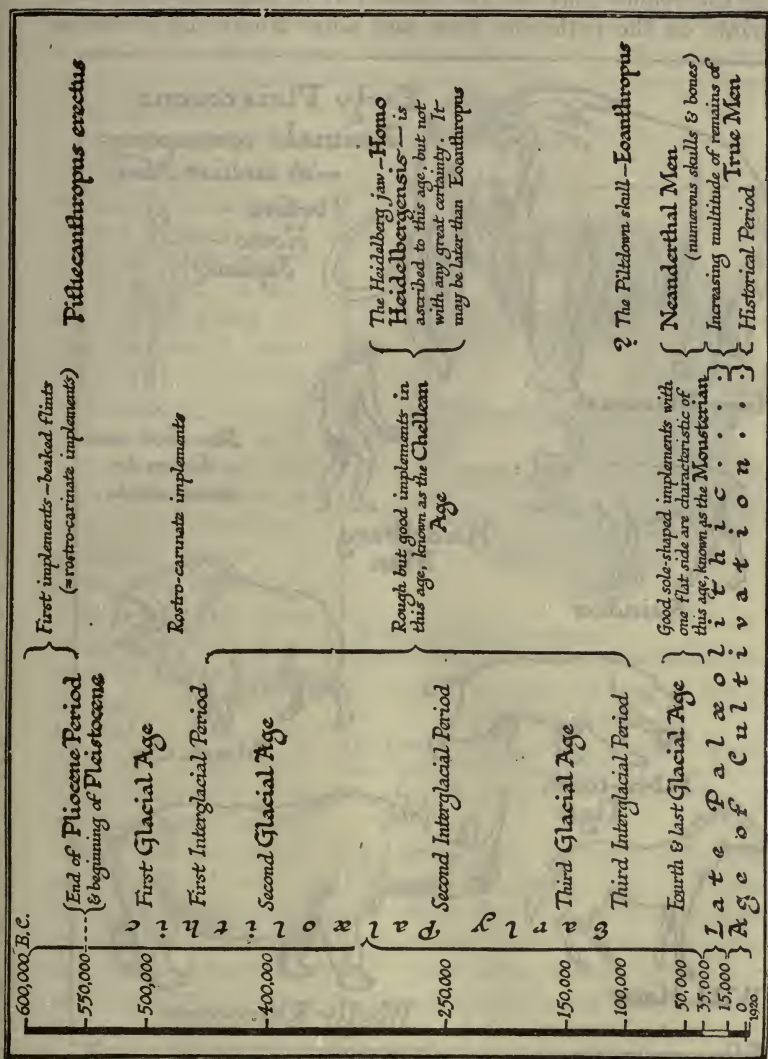 600,000 B.C.
550,000
500,000
400,000
250,000
150,000
100,000
50,000
35,000
15,000
0
1920
Early Palæolithic
End of Pliocene Period
& beginning of Pleistocene
First Glacial Age
First Interglacial Period
Second Glacial Age
Second Interglacial Period
Third Glacial Age
Third Interglacial Period
Fourth & last Glacial Age
Late Palæolithic . . . . :
Age of Cultivation . . . :
First implements—beaked flints
(=rostro-carinate implements)
Rostro-carinate implements
Rough but good implements in
this age, known as the Chellean
Age
Good sole-shaped implements with
one flat side are characteristic of
this age, known as the Mousterian
Pithecanthropus erectus
The Heidelberg jaw—Homo
Heidelbergensis—is
ascribed to this age, but not
with any great certainty. It
may be later than Eoanthropus
? The Piltdown skull—Eoanthropus
Neanderthal Men
(numerous skulls & bones)
Increasing multitude of remains of
True Men
Historical Period